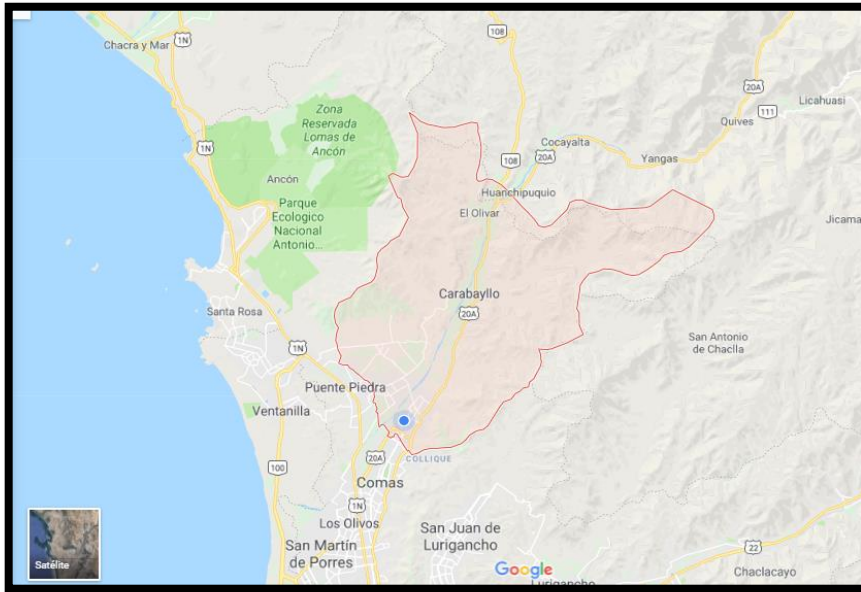 Chacra y Mar
1N
108
20A
Licahuasi
111
Quives
Zona
Reservada
Lomas de
Ancón
Cocayalta
1N
108
20A
Yangas
Ancón
Huanchipuquio
Parque
Ecologico
Nacional
Antonio...
El Olivar
Jicama
Carabayllo
Santa Rosa
20A
1N
San Antonio
de Chaclla
Puente Piedra
Ventanilla
20A
COLLIQUE
100
Comas
1N
Los Olivos
San Juan de
Lurigancho
San Martín
de Porres
22
Satélite
Google
Chaclacayo
Lurigancho